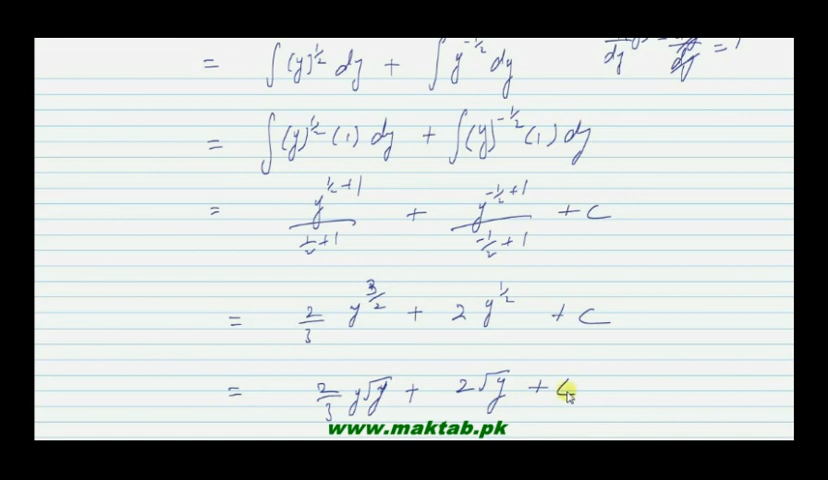 = ∫(y)^{1/2} dy + ∫y^{-1/2} dy
= ∫(y)^{1/2} (1) dy + ∫(y)^{-1/2} (1) dy
= y^{1/2+1}/(1/2+1) + y^{-1/2+1}/(-1/2+1) + C
= 2/3 y^{3/2} + 2 y^{1/2} + C
= 2/3 y√y + 2√y + C
www.maktab.pk